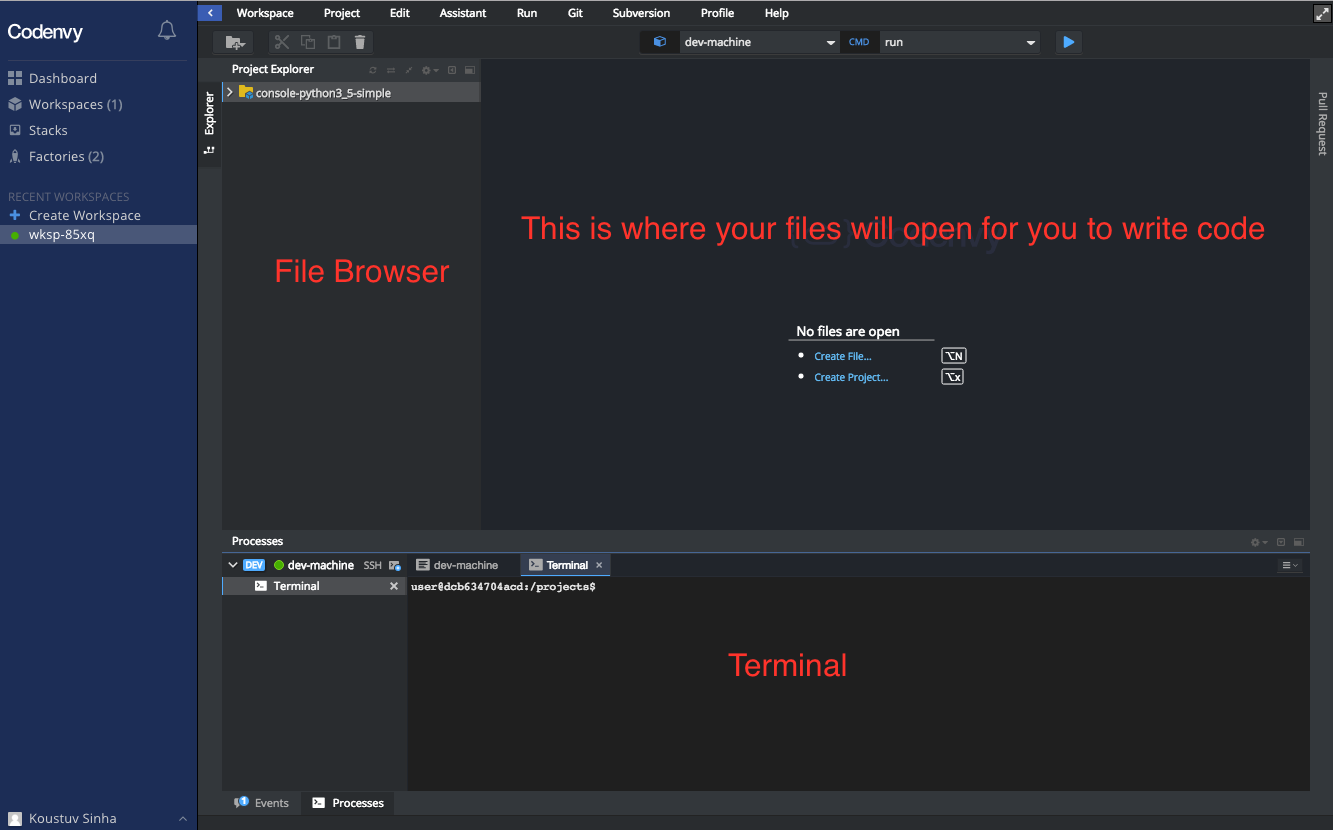 Codenvy
Dashboard
Workspaces (1)
Stacks
Factories (2)
RECENT WORKSPACES
+ Create Workspace
wksp-85xq
Koustuv Sinha
Workspace Project Edit Assistant Run Git Subversion Profile Help
dev-machine CMD run
Project Explorer
Explorer
console-python3_5-simple
File Browser
This is where your files will open for you to write code
Codenvy
No files are open
Create File... ⌥N
Create Project... ⌥x
Pull Request
Processes
DEV dev-machine SSH dev-machine Terminal ×
Terminal ×
user@dcb634704acd:/projects$
Terminal
1 Events Processes